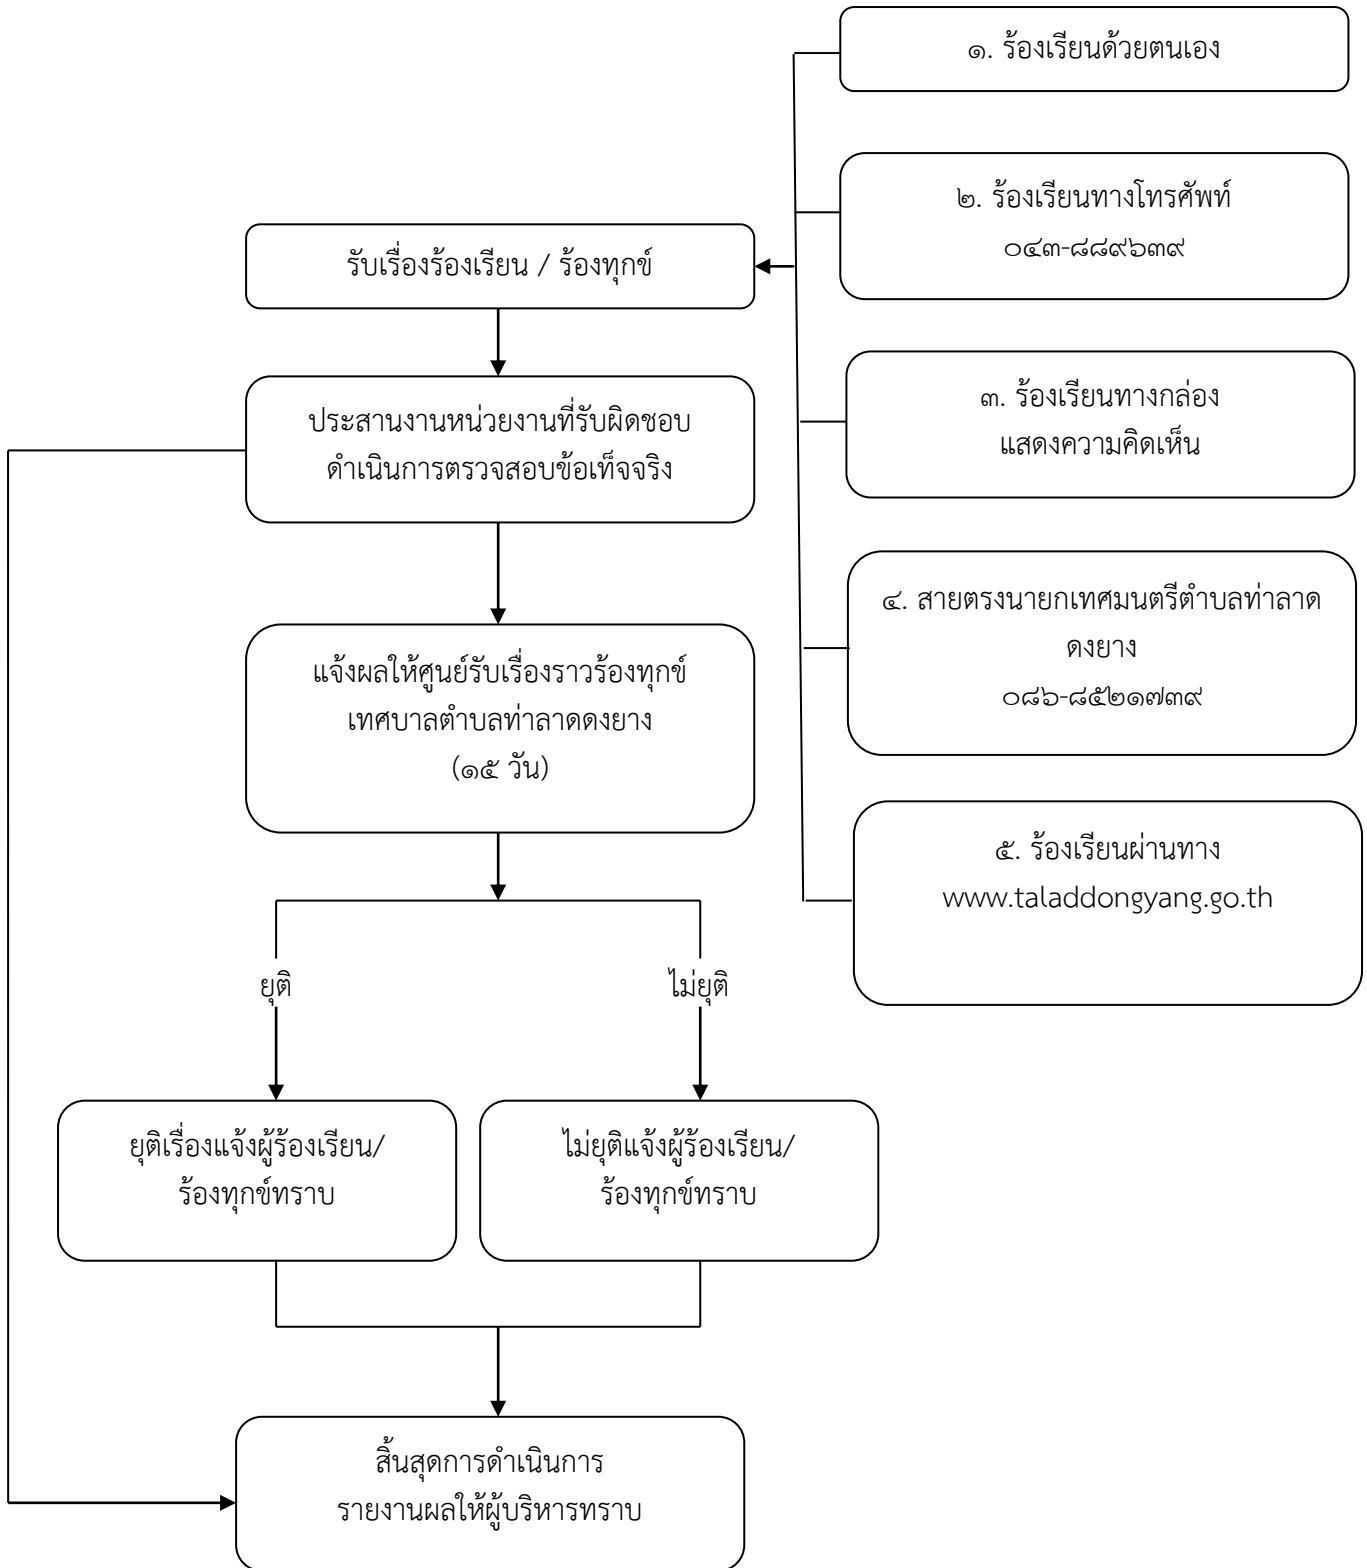 ๑. ร้องเรียนด้วยตนเอง
๒. ร้องเรียนทางโทรศัพท์
๐๔๓-๘๘๙๖๓๙
๓. ร้องเรียนทางกล่อง
แสดงความคิดเห็น
๔. สายตรงนายกเทศมนตรีตำบลท่าลาด
ดงยาง
๐๘๖-๘๕๒๑๗๓๙
๕. ร้องเรียนผ่านทาง
www.taladdongyang.go.th
รับเรื่องร้องเรียน / ร้องทุกข์
ประสานงานหน่วยงานที่รับผิดชอบ
ดำเนินการตรวจสอบข้อเท็จจริง
แจ้งผลให้ศูนย์รับเรื่องราวร้องทุกข์
เทศบาลตำบลท่าลาดดงยาง
(๑๕ วัน)
ยุติ
ไม่ยุติ
ยุติเรื่องแจ้งผู้ร้องเรียน/
ร้องทุกข์ทราบ
ไม่ยุติแจ้งผู้ร้องเรียน/
ร้องทุกข์ทราบ
สิ้นสุดการดำเนินการ
รายงานผลให้ผู้บริหารทราบ